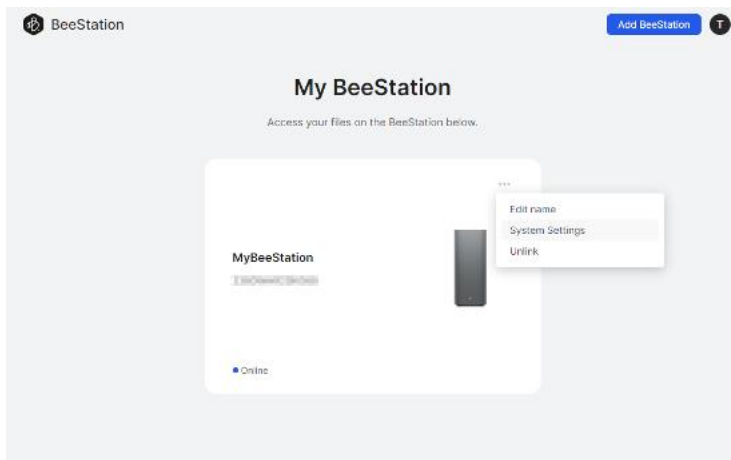 BeeStation
Add BeeStation
T
My BeeStation
Access your files on the BeeStation below.
...
Edit name
System Settings
Unlink
MyBeeStation
Online